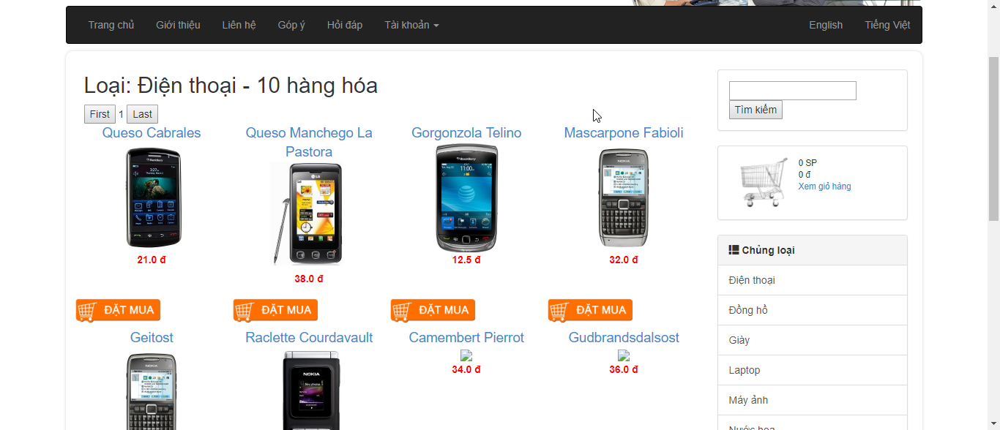 Trang chủ Giới thiệu Liên hệ Góp ý Hỏi đáp Tài khoản English Tiếng Việt
Loại: Điện thoại - 10 hàng hóa
First 1 Last
Queso Cabrales
Queso Manchego La
Pastora
Gorgonzola Telino
Mascarpone Fabioli
21.0 đ
38.0 đ
12.5 đ
32.0 đ
ĐẶT MUA
ĐẶT MUA
ĐẶT MUA
ĐẶT MUA
Geitost
Raclette Courdavault
Camembert Pierrot
Gudbrandsdalsost
NOKIA
34.0 đ
36.0 đ
Tìm kiếm
0 SP
0 đ
Xem giỏ hàng
Chủng loại
Điện thoại
Đồng hồ
Giày
Laptop
Máy ảnh
Nước hoa